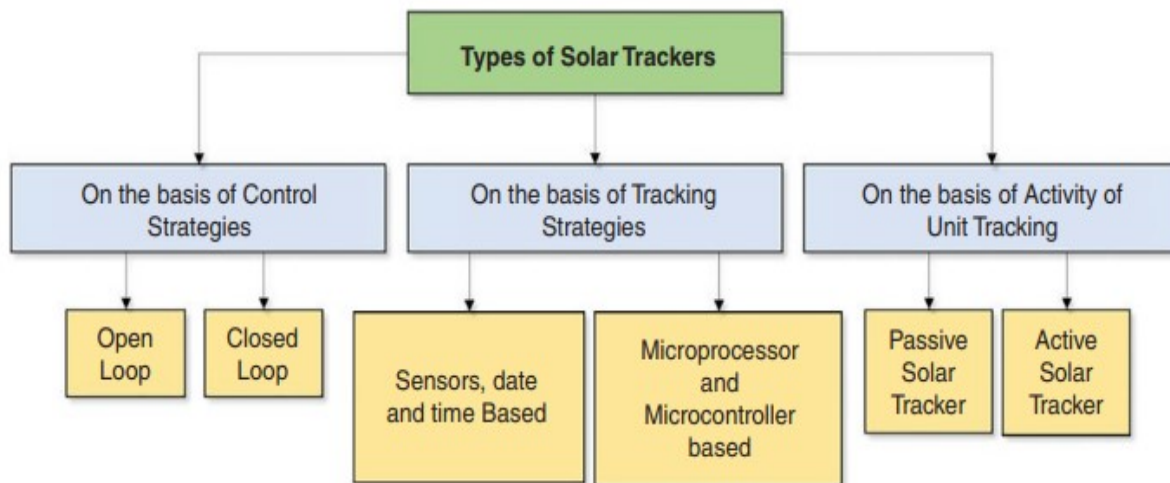 Types of Solar Trackers
On the basis of Control
Strategies
On the basis of Tracking
Strategies
On the basis of Activity of
Unit Tracking
Open
Loop
Closed
Loop
Sensors, date
and time Based
Microprocessor
and
Microcontroller
based
Passive
Solar
Tracker
Active
Solar
Tracker